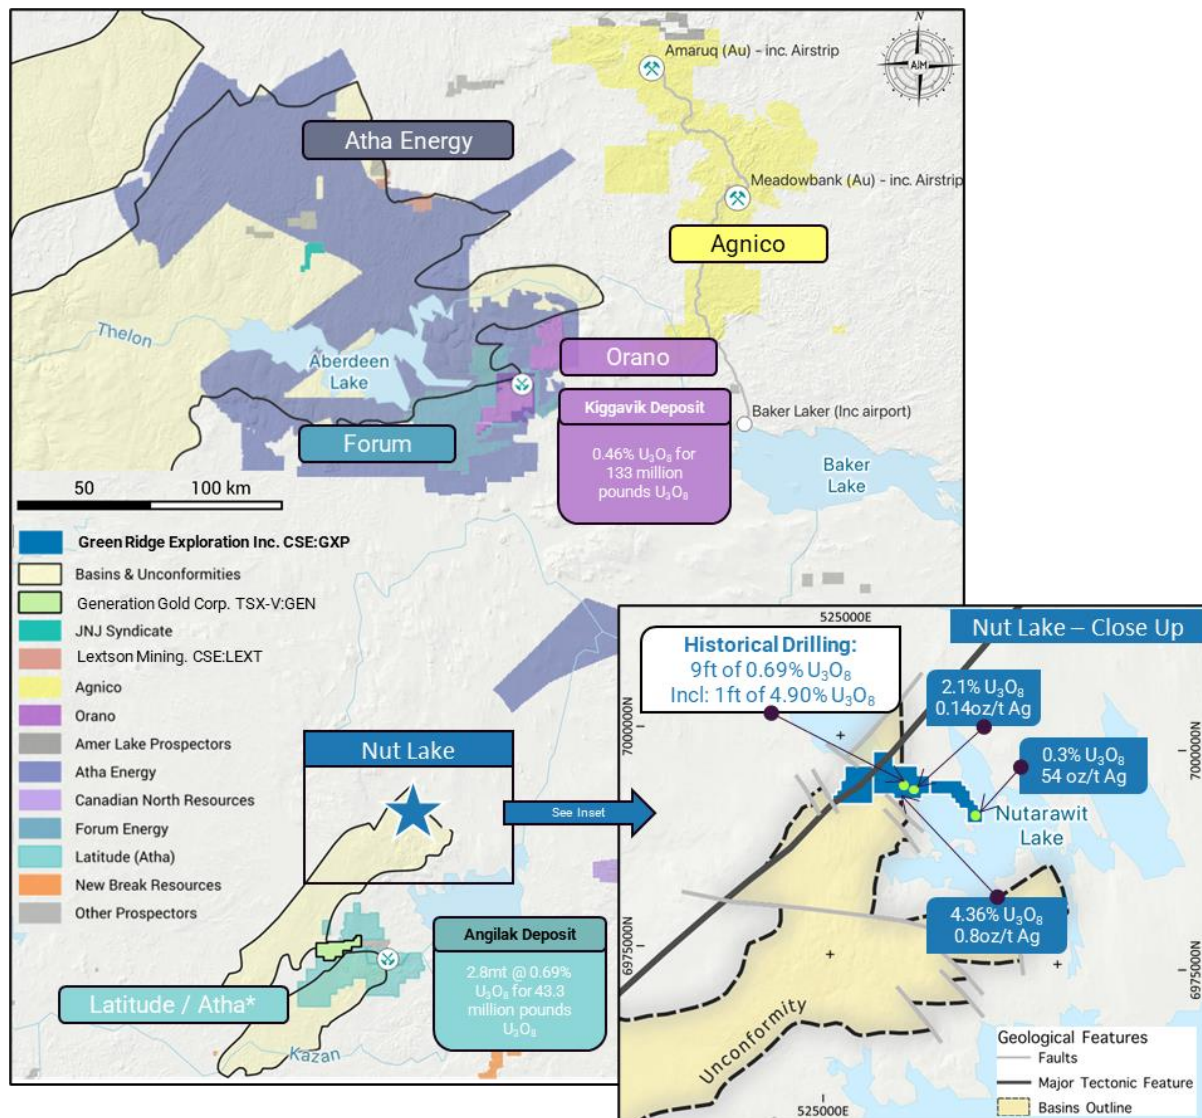 N
AIM
Amaruq (Au) - inc. Airstrip
Atha Energy
Meadowbank (Au) - inc. Airstrip
Agnico
Thelon
Aberdeen
Lake
Orano
Kiggavik Deposit
0.46% U₃O₈ for
133 million
pounds U₃O₈
Baker Laker (Inc airport)
Forum
Baker
Lake
50
100 km
Green Ridge Exploration Inc. CSE:GXP
Basins & Unconformities
Generation Gold Corp. TSX-V:GEN
JNJ Syndicate
Lextson Mining. CSE:LEXT
Agnico
Orano
Amer Lake Prospectors
Atha Energy
Canadian North Resources
Forum Energy
Latitude (Atha)
New Break Resources
Other Prospectors
Nut Lake
See Inset
Angilak Deposit
2.8mt @ 0.69%
U₃O₈ for 43.3
million pounds
U₃O₈
Latitude / Atha*
Kazan
525000E
Nut Lake – Close Up
Historical Drilling:
9ft of 0.69% U₃O₈
Incl: 1ft of 4.90% U₃O₈
2.1% U₃O₈
0.14oz/t Ag
7000000N
7000000N
0.3% U₃O₈
54 oz/t Ag
Nutarawit
Lake
4.36% U₃O₈
0.8oz/t Ag
6975000N
6975000N
Unconformity
Geological Features
Faults
Major Tectonic Feature
Basins Outline
525000E